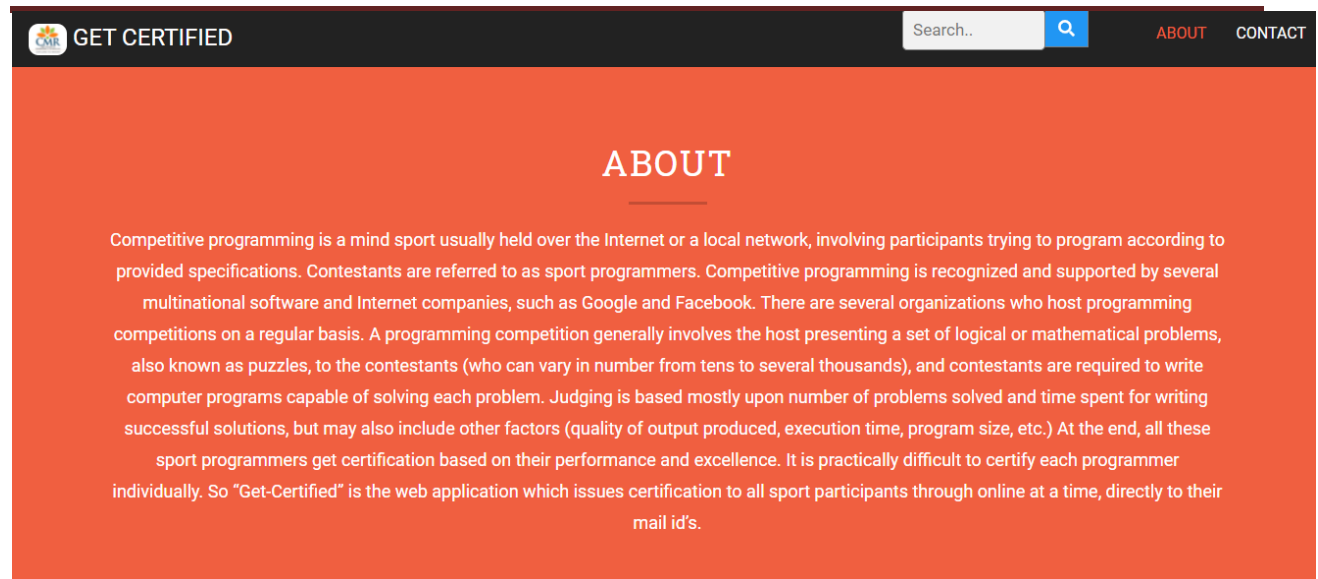 CMR GET CERTIFIED
Search..
ABOUT CONTACT
ABOUT
Competitive programming is a mind sport usually held over the Internet or a local network, involving participants trying to program according to
provided specifications. Contestants are referred to as sport programmers. Competitive programming is recognized and supported by several
multinational software and Internet companies, such as Google and Facebook. There are several organizations who host programming
competitions on a regular basis. A programming competition generally involves the host presenting a set of logical or mathematical problems,
also known as puzzles, to the contestants (who can vary in number from tens to several thousands), and contestants are required to write
computer programs capable of solving each problem. Judging is based mostly upon number of problems solved and time spent for writing
successful solutions, but may also include other factors (quality of output produced, execution time, program size, etc.) At the end, all these
sport programmers get certification based on their performance and excellence. It is practically difficult to certify each programmer
individually. So “Get-Certified” is the web application which issues certification to all sport participants through online at a time, directly to their
mail id’s.